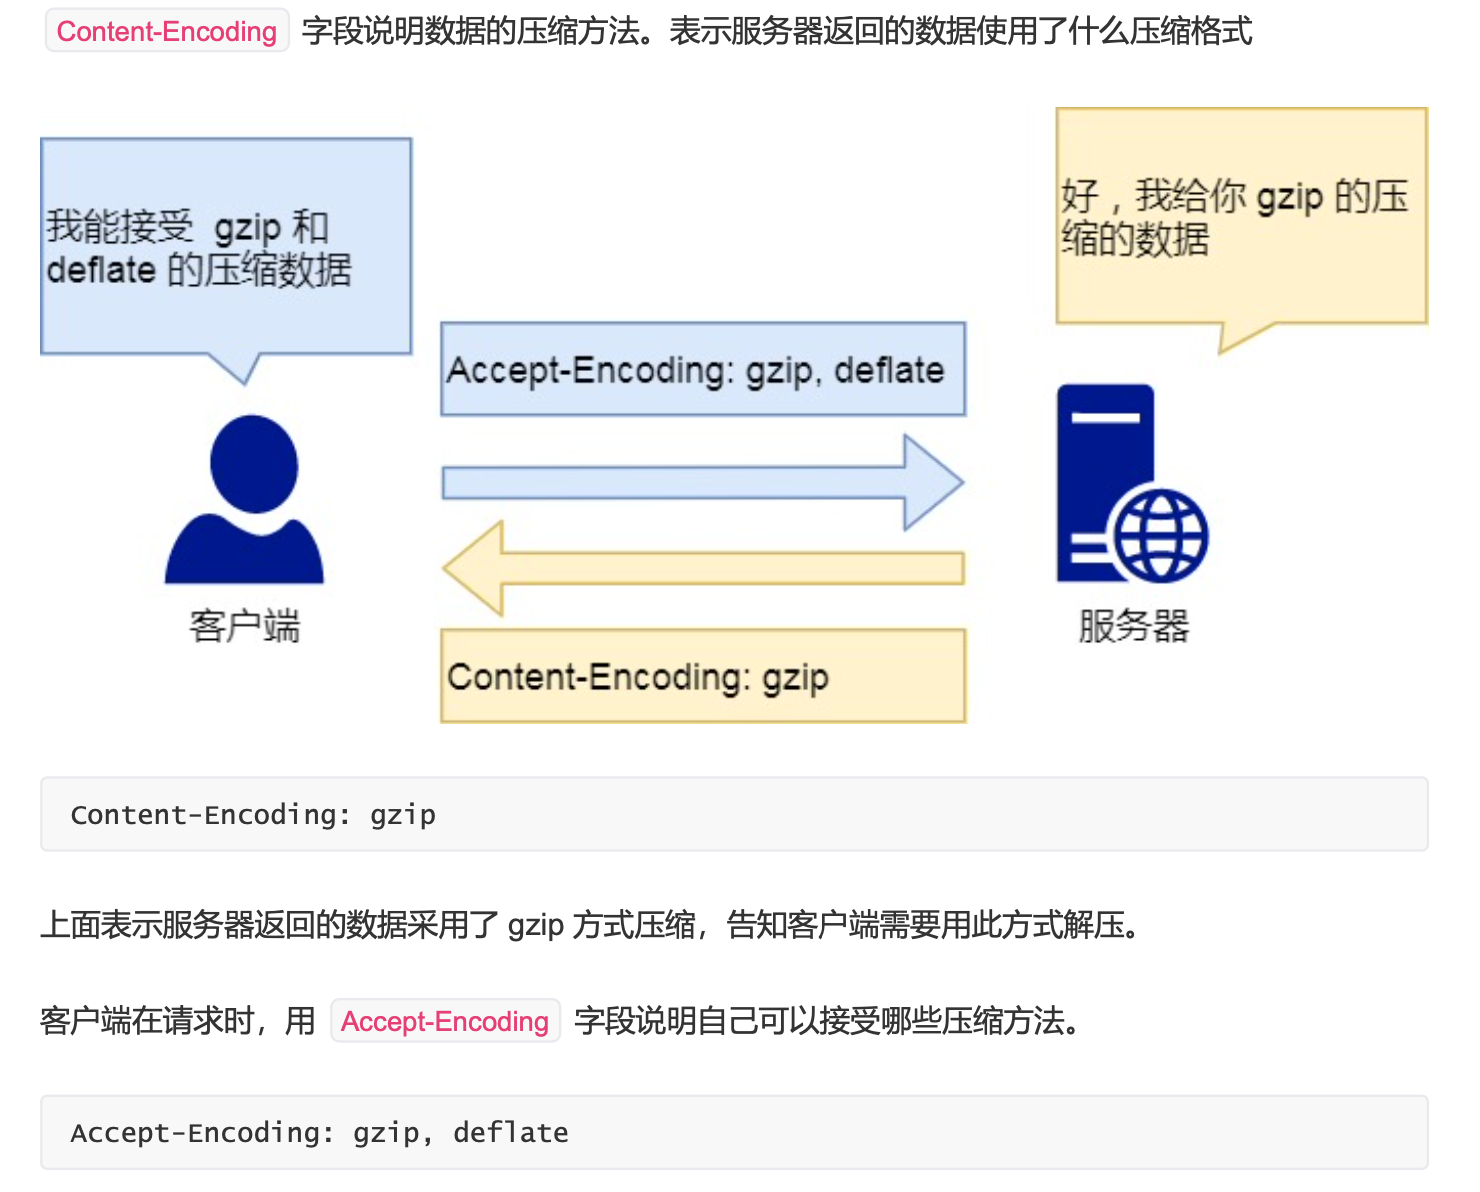 Content-Encoding 字段说明数据的压缩方法。表示服务器返回的数据使用了什么压缩格式
我能接受 gzip 和
deflate 的压缩数据
好，我给你 gzip 的压
缩的数据
Accept-Encoding: gzip, deflate
客户端
服务器
Content-Encoding: gzip
Content-Encoding: gzip
上面表示服务器返回的数据采用了 gzip 方式压缩，告知客户端需要用此方式解压。
客户端在请求时，用 Accept-Encoding 字段说明自己可以接受哪些压缩方法。
Accept-Encoding: gzip, deflate